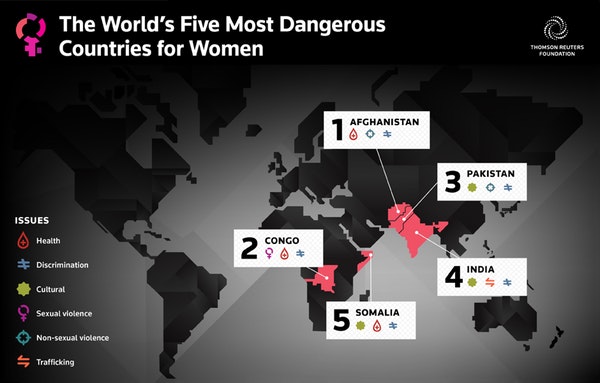 The World's Five Most Dangerous
Countries for Women
THOMSON REUTERS
FOUNDATION
1 AFGHANISTAN
3 PAKISTAN
2 CONGO
4 INDIA
5 SOMALIA
ISSUES
Health
Discrimination
Cultural
Sexual violence
Non-sexual violence
Trafficking